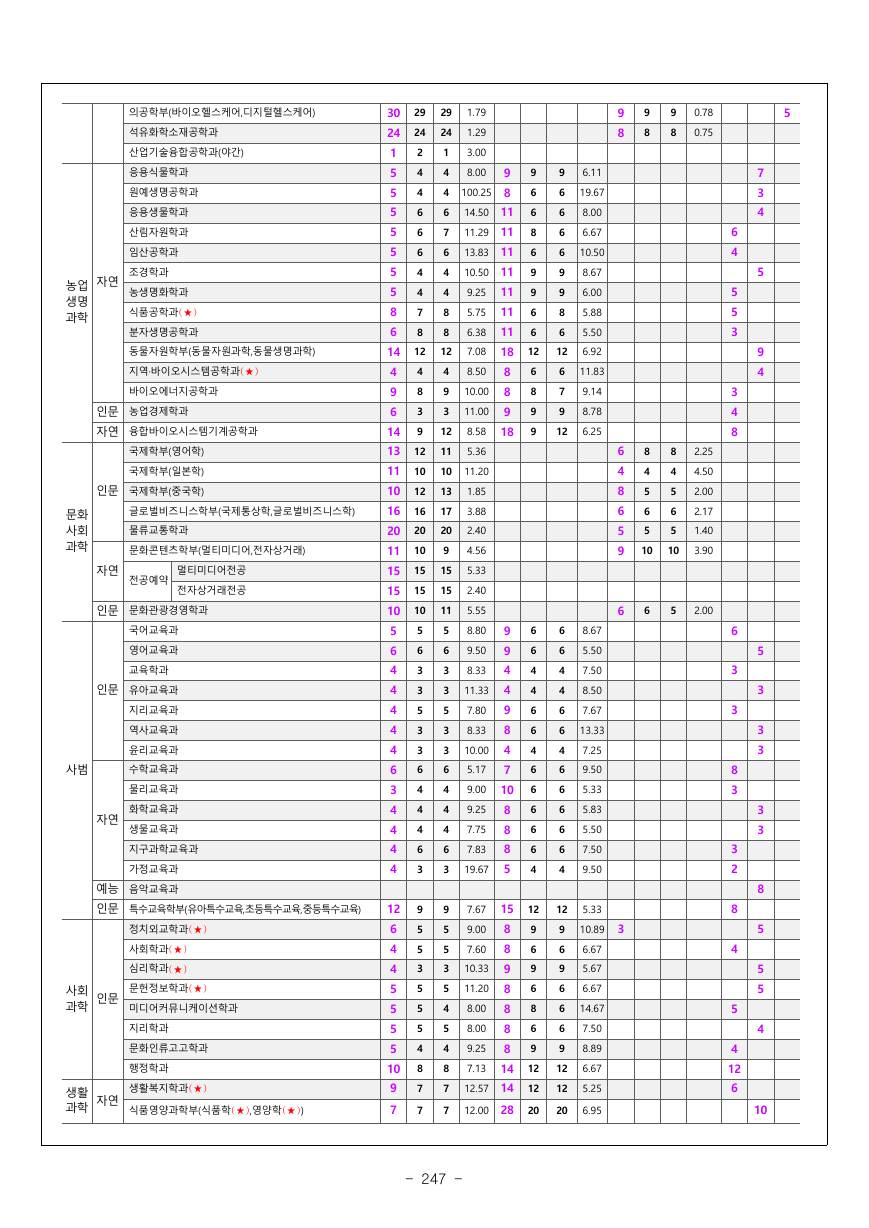 의공학부(바이오헬스케어,디지털헬스케어) 30 29 29 1.79 9 9 9 0.78 5
석유화학소재공학과 24 24 24 1.29 8 8 8 0.75
산업기술융합공학과(야간) 1 2 1 3.00
농업생명과학 자연 응용식물학과 5 4 4 8.00 9 9 9 6.11 7
원예생명공학과 5 4 4 100.25 8 6 6 19.67 3
응용생물학과 5 6 6 14.50 11 6 6 8.00 4
산림자원학과 5 6 7 11.29 11 8 6 6.67 6
임산공학과 5 6 6 13.83 11 6 6 10.50 4
조경학과 5 4 4 10.50 11 9 9 8.67 5
농생명화학과 5 4 4 9.25 11 9 9 6.00 5
식품공학과(★) 8 7 8 5.75 11 6 8 5.88 5
분자생명공학과 6 8 8 6.38 11 6 6 5.50 3
동물자원학부(동물자원과학,동물생명과학) 14 12 12 7.08 18 12 12 6.92 9
지역·바이오시스템공학과(★) 4 4 4 8.50 8 6 6 11.83 4
바이오에너지공학과 9 8 9 10.00 8 8 7 9.14 3
인문 농업경제학과 6 3 3 11.00 9 9 9 8.78 4
자연 융합바이오시스템기계공학과 14 9 12 8.58 18 9 12 6.25 8
문화사회과학 인문 국제학부(영어학) 13 12 11 5.36 6 8 8 2.25
국제학부(일본학) 11 10 10 11.20 4 4 4 4.50
국제학부(중국학) 10 12 13 1.85 8 5 5 2.00
글로벌비즈니스학부(국제통상학,글로벌비즈니스학) 16 16 17 3.88 6 6 6 2.17
물류교통학과 20 20 20 2.40 5 5 5 1.40
자연 문화콘텐츠학부(멀티미디어,전자상거래) 11 10 9 4.56 9 10 10 3.90
전공예약 멀티미디어전공 15 15 15 5.33
전자상거래전공 15 15 15 2.40
인문 문화관광경영학과 10 10 11 5.55 6 6 5 2.00
사범 인문 국어교육과 5 5 5 8.80 9 6 6 8.67 6
영어교육과 6 6 6 9.50 9 6 6 5.50 5
교육학과 4 3 3 8.33 4 4 4 7.50 3
유아교육과 4 3 3 11.33 4 4 4 8.50 3
지리교육과 4 5 5 7.80 9 6 6 7.67 3
역사교육과 4 3 3 8.33 8 6 6 13.33 3
윤리교육과 4 3 3 10.00 4 4 4 7.25 3
자연 수학교육과 6 6 6 5.17 7 6 6 9.50 8
물리교육과 3 4 4 9.00 10 6 6 5.33 3
화학교육과 4 4 4 9.25 8 6 6 5.83 3
생물교육과 4 4 4 7.75 8 6 6 5.50 3
지구과학교육과 4 6 6 7.83 8 6 6 7.50 3
가정교육과 4 3 3 19.67 5 4 4 9.50 2
예능 음악교육과 8
인문 특수교육학부(유아특수교육,초등특수교육,중등특수교육) 12 9 9 7.67 15 12 12 5.33 8
사회과학 인문 정치외교학과(★) 6 5 5 9.00 8 9 9 10.89 3 5
사회학과(★) 4 5 5 7.60 8 6 6 6.67 4
심리학과(★) 4 3 3 10.33 9 9 9 5.67 5
문헌정보학과(★) 5 5 5 11.20 8 6 6 6.67 5
미디어커뮤니케이션학과 5 5 4 8.00 8 8 6 14.67 5
지리학과 5 5 5 8.00 8 6 6 7.50 4
문화인류고고학과 5 4 4 9.25 8 9 9 8.89 4
행정학과 10 8 8 7.13 14 12 12 6.67 12
생활과학 자연 생활복지학과(★) 9 7 7 12.57 14 12 12 5.25 6
식품영양과학부(식품학(★),영양학(★)) 7 7 7 12.00 28 20 20 6.95 10
- 247 -